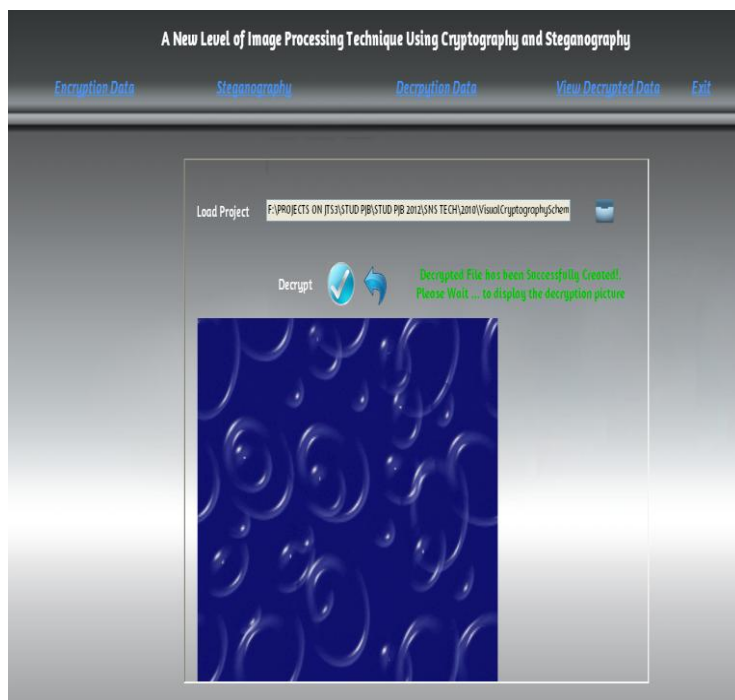 A New Level of Image Processing Technique Using Cryptography and Steganography
Encryption Data Steganography Decrpytion Data View Decrypted Data Exit
Load Project F:\PROJECTS ON JTS3\STUD PJB\STUD PJB 2012\SNS TECH\2010\VisualCryptographySchem
Decrypt
Decrypted File has been Successfully Created!.
Please Wait ... to display the decryption picture